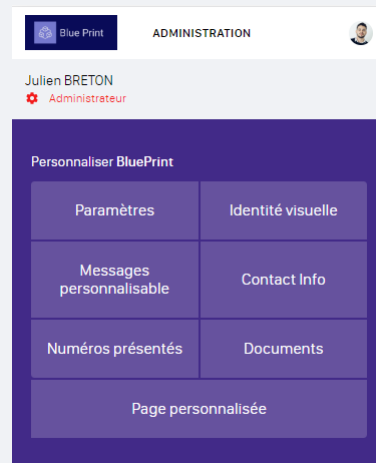 Blue Print
ADMINISTRATION
Julien BRETON
Administrateur
Personnaliser BluePrint
Paramètres
Identité visuelle
Messages
personnalisable
Contact Info
Numéros présentés
Documents
Page personnalisée